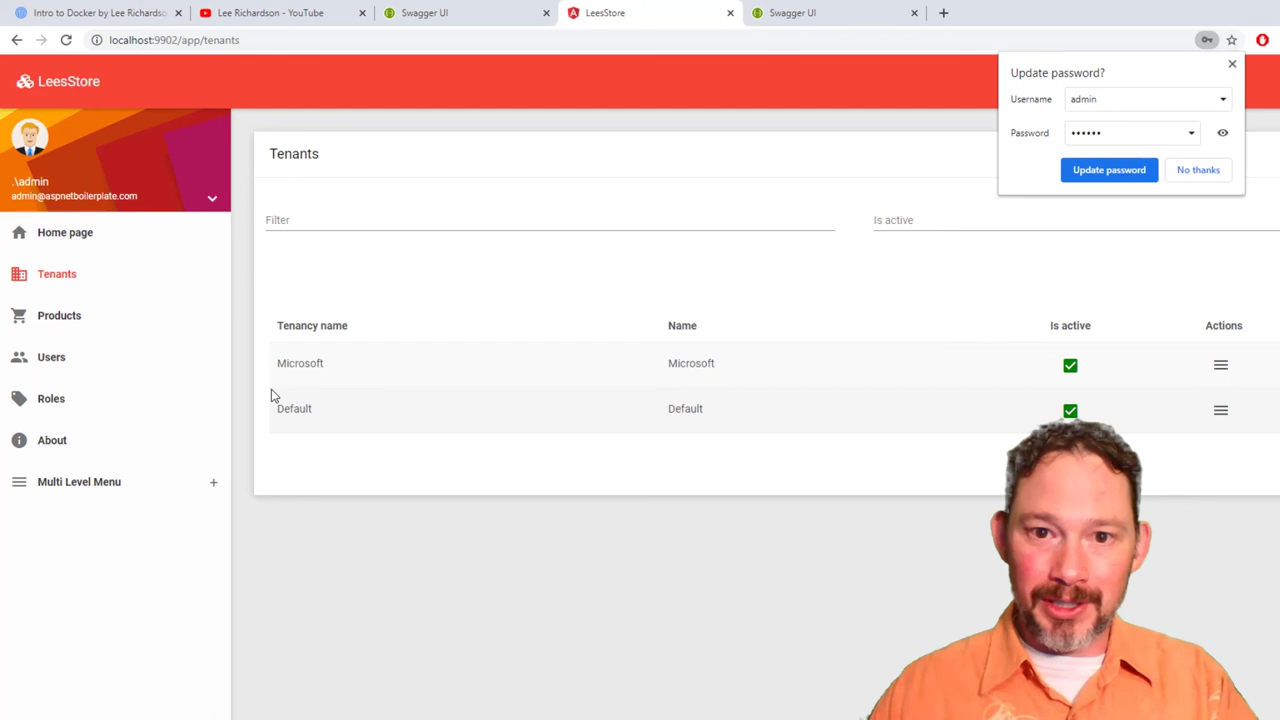 Intro to Docker by Lee Richardso
Lee Richardson - YouTube
Swagger UI
LeesStore
Swagger UI
localhost:9902/app/tenants
LeesStore
Update password?
Username
admin
Password
••••••
Update password
No thanks
.\admin
admin@aspnetboilerplate.com
Home page
Tenants
Products
Users
Roles
About
Multi Level Menu
+
Tenants
Filter
Is active
Tenancy name
Name
Is active
Actions
Microsoft
Microsoft
Default
Default